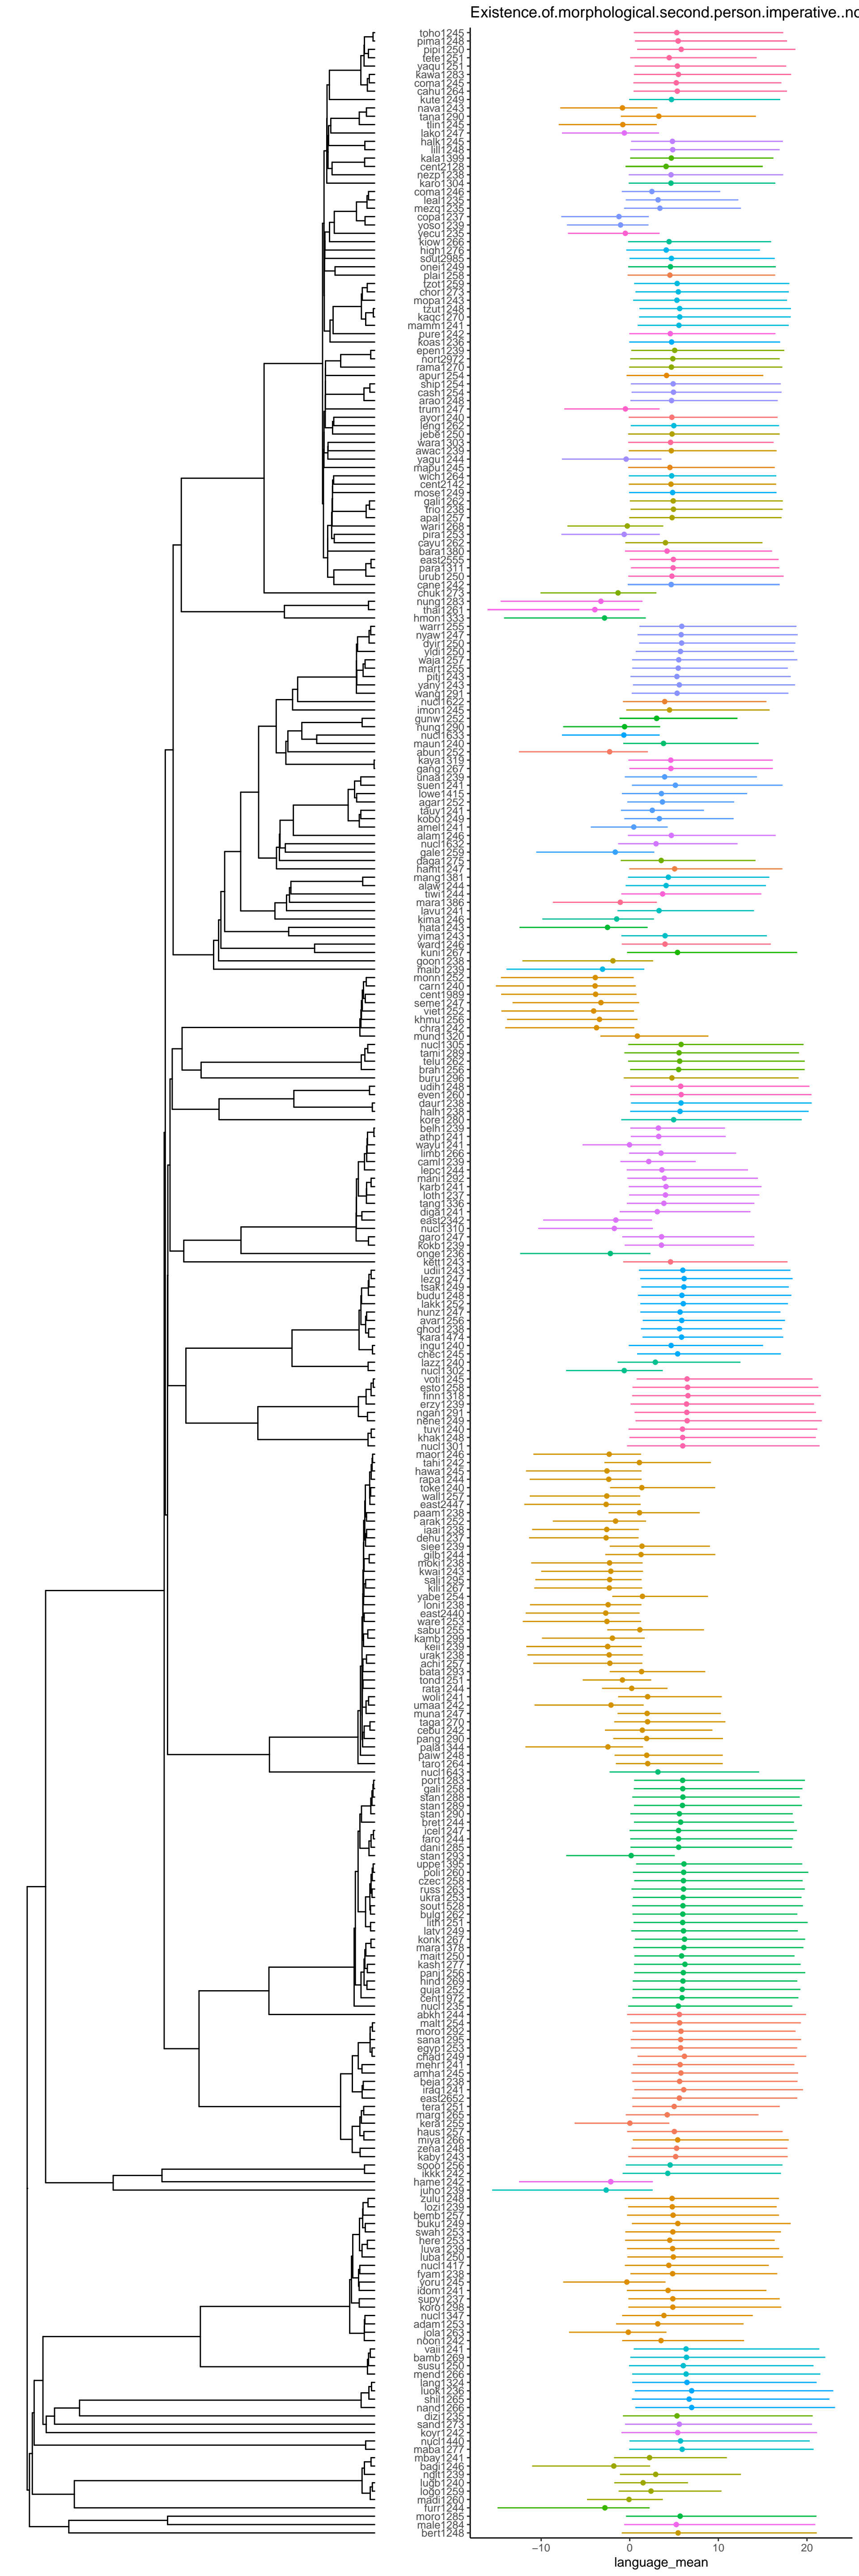 Existence.of.morphological.second.person.imperative..no
toho1245
pima1248
pipi1250
tete1251
yaqu1251
kawa1283
coma1245
cahu1264
kute1249
nava1243
tana1290
tlin1245
lako1247
halk1245
lill1248
kala1399
cent2128
nezp1238
karo1304
coma1246
leal1235
mezq1235
copa1237
yoso1239
yecu1235
kiow1266
high1276
sout2985
onei1249
plai1258
tzot1259
chor1273
mopa1243
tzut1248
kaqc1270
mamm1241
pure1242
koas1236
epen1239
nort2972
rama1270
apur1254
ship1254
cash1254
arao1248
trum1247
ayor1240
leng1262
jebe1250
wara1303
awac1239
yagu1244
mapu1245
wich1264
cent2142
mose1249
gali1262
trio1238
apal1257
wari1268
pira1253
cayu1262
bara1380
east2555
para1311
urub1250
cane1242
chuk1273
nung1283
thai1261
hmon1333
warr1255
nyaw1247
dyir1250
yidi1250
waja1257
mart1255
pitj1243
yany1243
wang1291
nucl1622
imon1245
gunw1252
nung1290
nucl1633
maun1240
abun1252
kaya1319
gang1267
unaa1239
suen1241
lowe1415
agar1252
tauy1241
kobo1249
amel1241
alam1246
nucl1632
gale1259
daga1275
hamt1247
mang1381
alaw1244
tiwi1244
mara1386
lavu1241
kima1246
hata1243
yima1243
ward1246
kuni1267
goon1238
maib1239
monn1252
carn1240
cent1989
seme1247
viet1252
khmu1256
chra1242
mund1320
nucl1305
tami1289
telu1262
brah1256
buru1296
udih1248
even1260
daur1238
halh1238
kore1280
belh1239
athp1241
wayu1241
limb1266
caml1239
lepc1244
mani1292
karb1241
loth1237
tang1336
diga1241
east2342
nucl1310
garo1247
kokb1239
onge1236
kett1243
udii1243
lezg1247
tsak1249
budu1248
lakk1252
hunz1247
avar1256
ghod1238
kara1474
ingu1240
chec1245
lazz1240
nucl1302
voti1245
esto1258
finn1318
erzy1239
ngan1291
nene1249
tuvi1240
khak1248
nucl1301
maor1246
tahi1242
hawa1245
rapa1244
toke1240
wall1257
east2447
paam1238
arak1252
iaai1238
dehu1237
siee1239
gilb1244
moki1238
kwai1243
sali1295
kili1267
yabe1254
loni1238
east2440
ware1253
sabu1255
kamb1299
keii1239
urak1238
achi1257
bata1293
tond1251
rata1244
woli1241
umaa1242
muna1247
taga1270
cebu1242
pang1290
pala1344
paiw1248
taro1264
nucl1643
port1283
gali1258
stan1288
stan1289
stan1290
bret1244
icel1247
faro1244
dani1285
stan1293
uppe1395
poli1260
czec1258
russ1263
ukra1253
sout1528
bulg1262
lith1251
latv1249
konk1267
mara1378
mait1250
kash1277
panj1256
hind1269
guja1252
cent1972
nucl1235
abkh1244
malt1254
moro1292
sana1295
egyp1253
chad1249
mehr1241
amha1245
beja1238
iraq1241
east2652
tera1251
marg1265
kera1255
haus1257
miya1266
zena1248
kaby1243
sooo1256
ikkk1242
hame1242
juho1239
zulu1248
lozi1239
bemb1257
buku1249
swah1253
here1253
luva1239
luba1250
nucl1417
fyam1238
yoru1245
idom1241
supy1237
koro1298
nucl1347
adam1253
jola1263
noon1242
vaii1241
bamb1269
susu1250
mend1266
lang1324
luok1236
shil1265
nand1266
dizi1235
sand1273
koyr1242
nucl1440
maba1277
mbay1241
bagi1246
ngit1239
lugb1240
logo1259
madi1260
furr1244
moro1285
male1284
bert1248
−10 0 10 20
language_mean